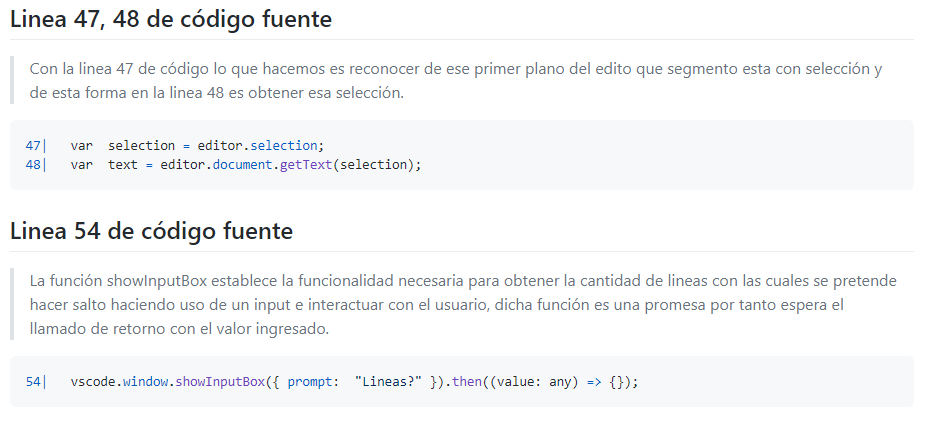 Linea 47, 48 de código fuente
Con la linea 47 de código lo que hacemos es reconocer de ese primer plano del edito que segmento esta con selección y
de esta forma en la linea 48 es obtener esa selección.
47|   var  selection = editor.selection;
48|   var  text = editor.document.getText(selection);
Linea 54 de código fuente
La función showInputBox establece la funcionalidad necesaria para obtener la cantidad de lineas con las cuales se pretende
hacer salto haciendo uso de un input e interactuar con el usuario, dicha función es una promesa por tanto espera el
llamado de retorno con el valor ingresado.
54|   vscode.window.showInputBox({ prompt:  "Lineas?" }).then((value: any) => {});